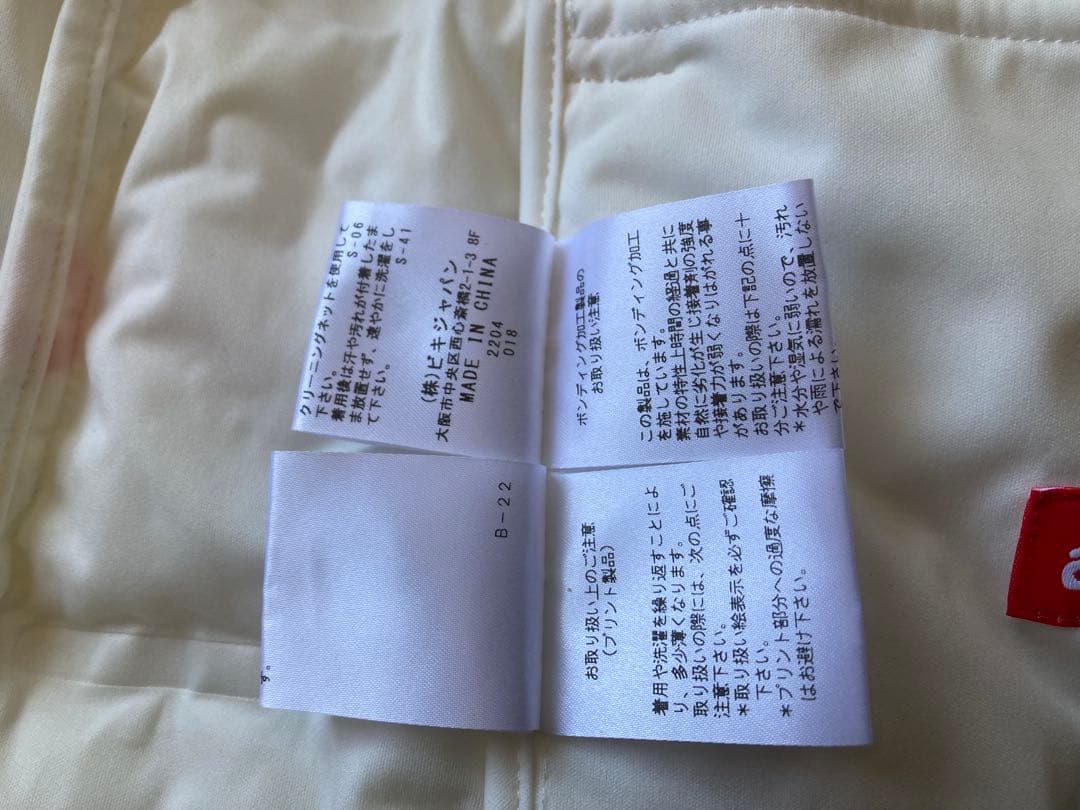 クリーニングネットを使用して
下さい。 S-06
着用後は汗や汚れが付着したま
ま放置せず、速やかに洗濯をし
て下さい。 S-41
(株)ビキジャパン
大阪市中央区西心斎橋2-1-3 8F
MADE IN CHINA
2204
018
ボンディング加工製品の
お取り扱い注意
この製品は、ボンディング加工
を施しています。
素材の特性上時間の経過と共に
自然に劣化が生じ接着剤の強度
や接着力が弱くなりはがれる事
があります。
お取り扱いの際は下記の点に十
分ご注意下さい。
*水分や湿気に弱いので、汚れ
や雨による濡れを放置しない
で下さい。
す。
B-22
お取り扱い上のご注意
(プリント製品)
着用や洗濯を繰り返すことによ
り、多少薄くなります。
取り扱いの際には、次の点にご
注意下さい。
*取り扱い絵表示を必ずご確認
下さい。
*プリント部分への過度な摩擦
はお避け下さい。